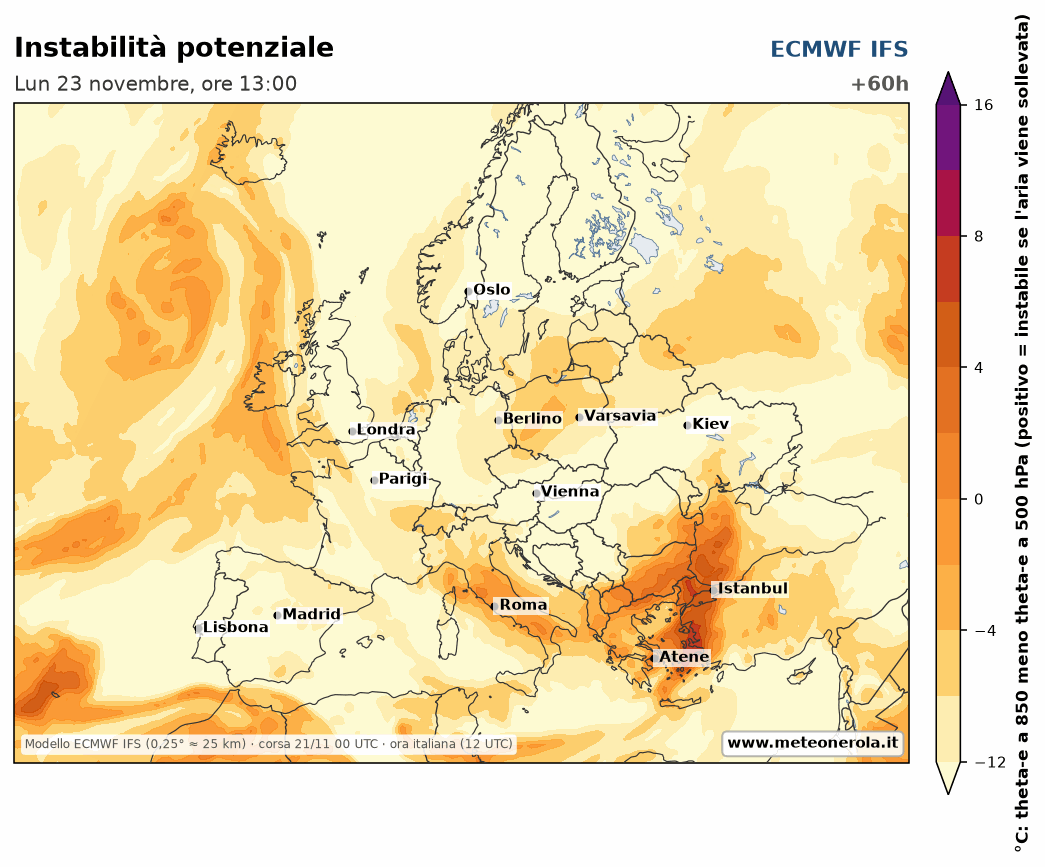 Instabilità potenziale
ECMWF IFS
Lun 23 novembre, ore 13:00
+60h
Oslo
Berlino
Varsavia
Kiev
Londra
Parigi
Vienna
Istanbul
Roma
Madrid
Lisbona
Atene
Modello ECMWF IFS (0,25° ≈ 25 km) · corsa 21/11 00 UTC · ora italiana (12 UTC)
www.meteonerola.it
16
8
4
0
−4
−12
°C: theta-e a 850 meno theta-e a 500 hPa (positivo = instabile se l'aria viene sollevata)